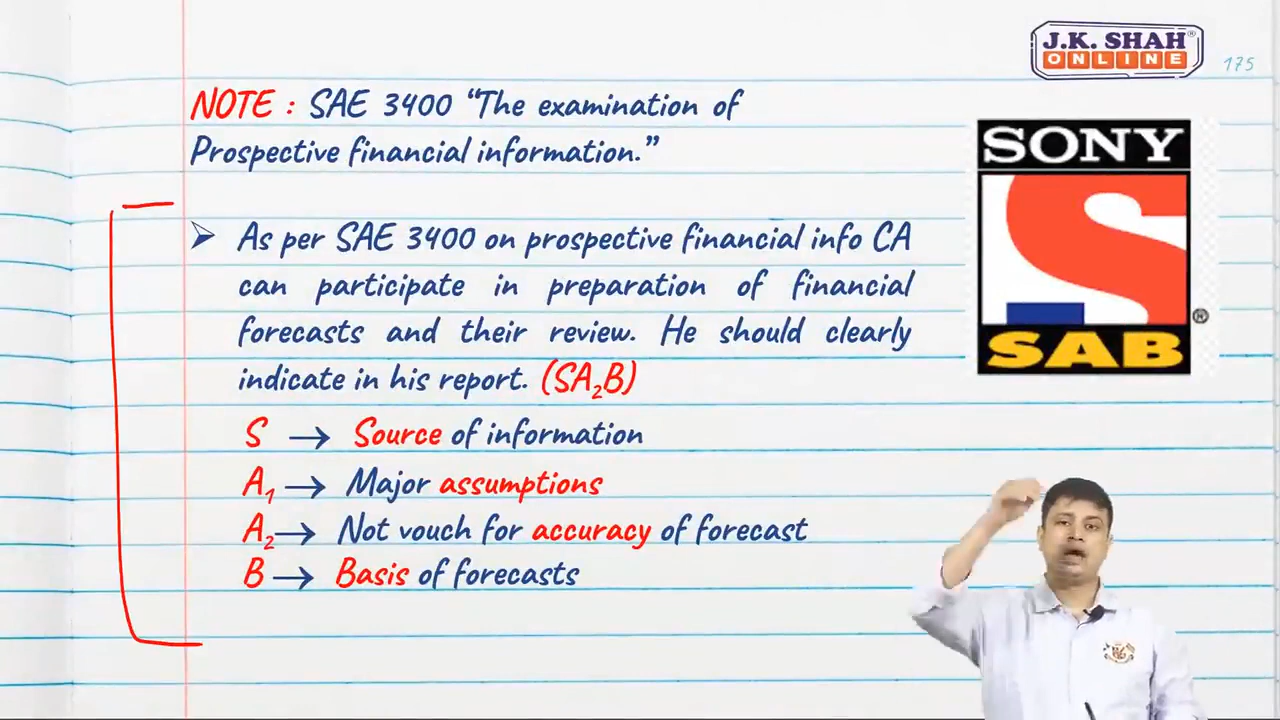 J.K. SHAH®
ONLINE
175
NOTE : SAE 3400 “The examination of
Prospective financial information.”
SONY
➢ As per SAE 3400 on prospective financial info CA
can participate in preparation of financial
forecasts and their review. He should clearly
indicate in his report. (SA₂B)
®
SAB
S → Source of information
A₁ → Major assumptions
A₂ → Not vouch for accuracy of forecast
B → Basis of forecasts